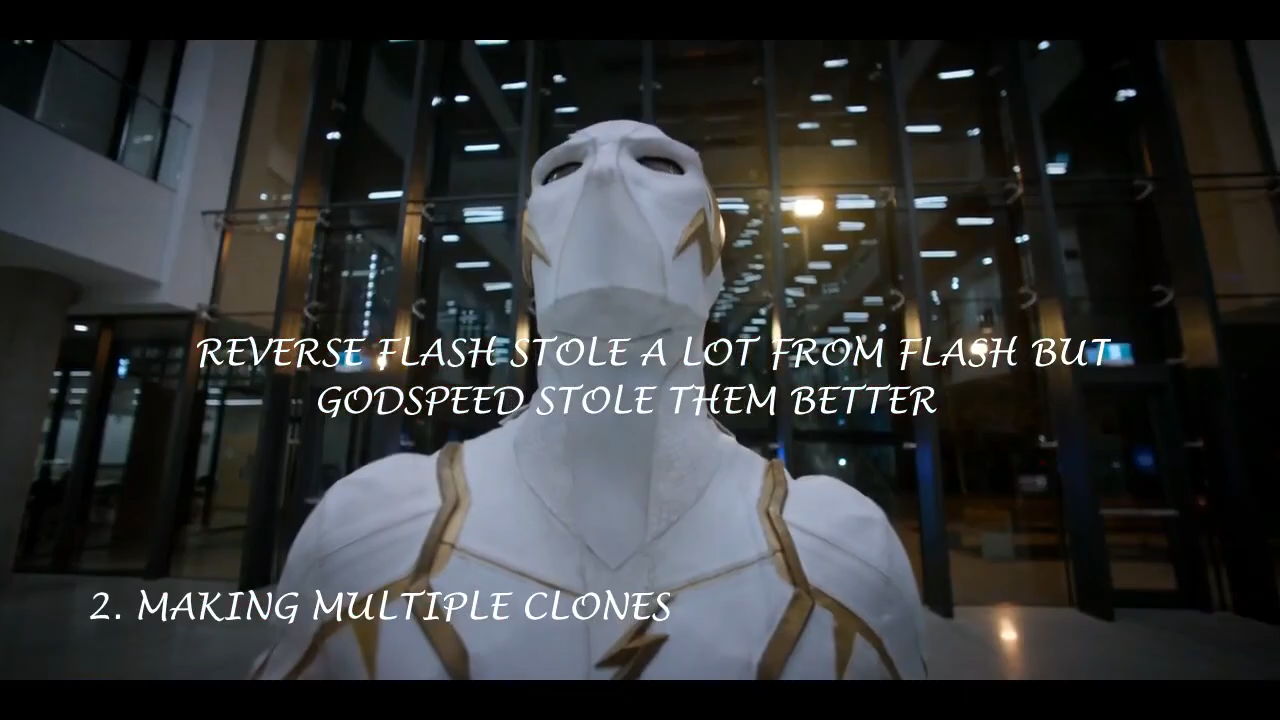 REVERSE FLASH STOLE A LOT FROM FLASH BUT
GODSPEED STOLE THEM BETTER
2. MAKING MULTIPLE CLONES